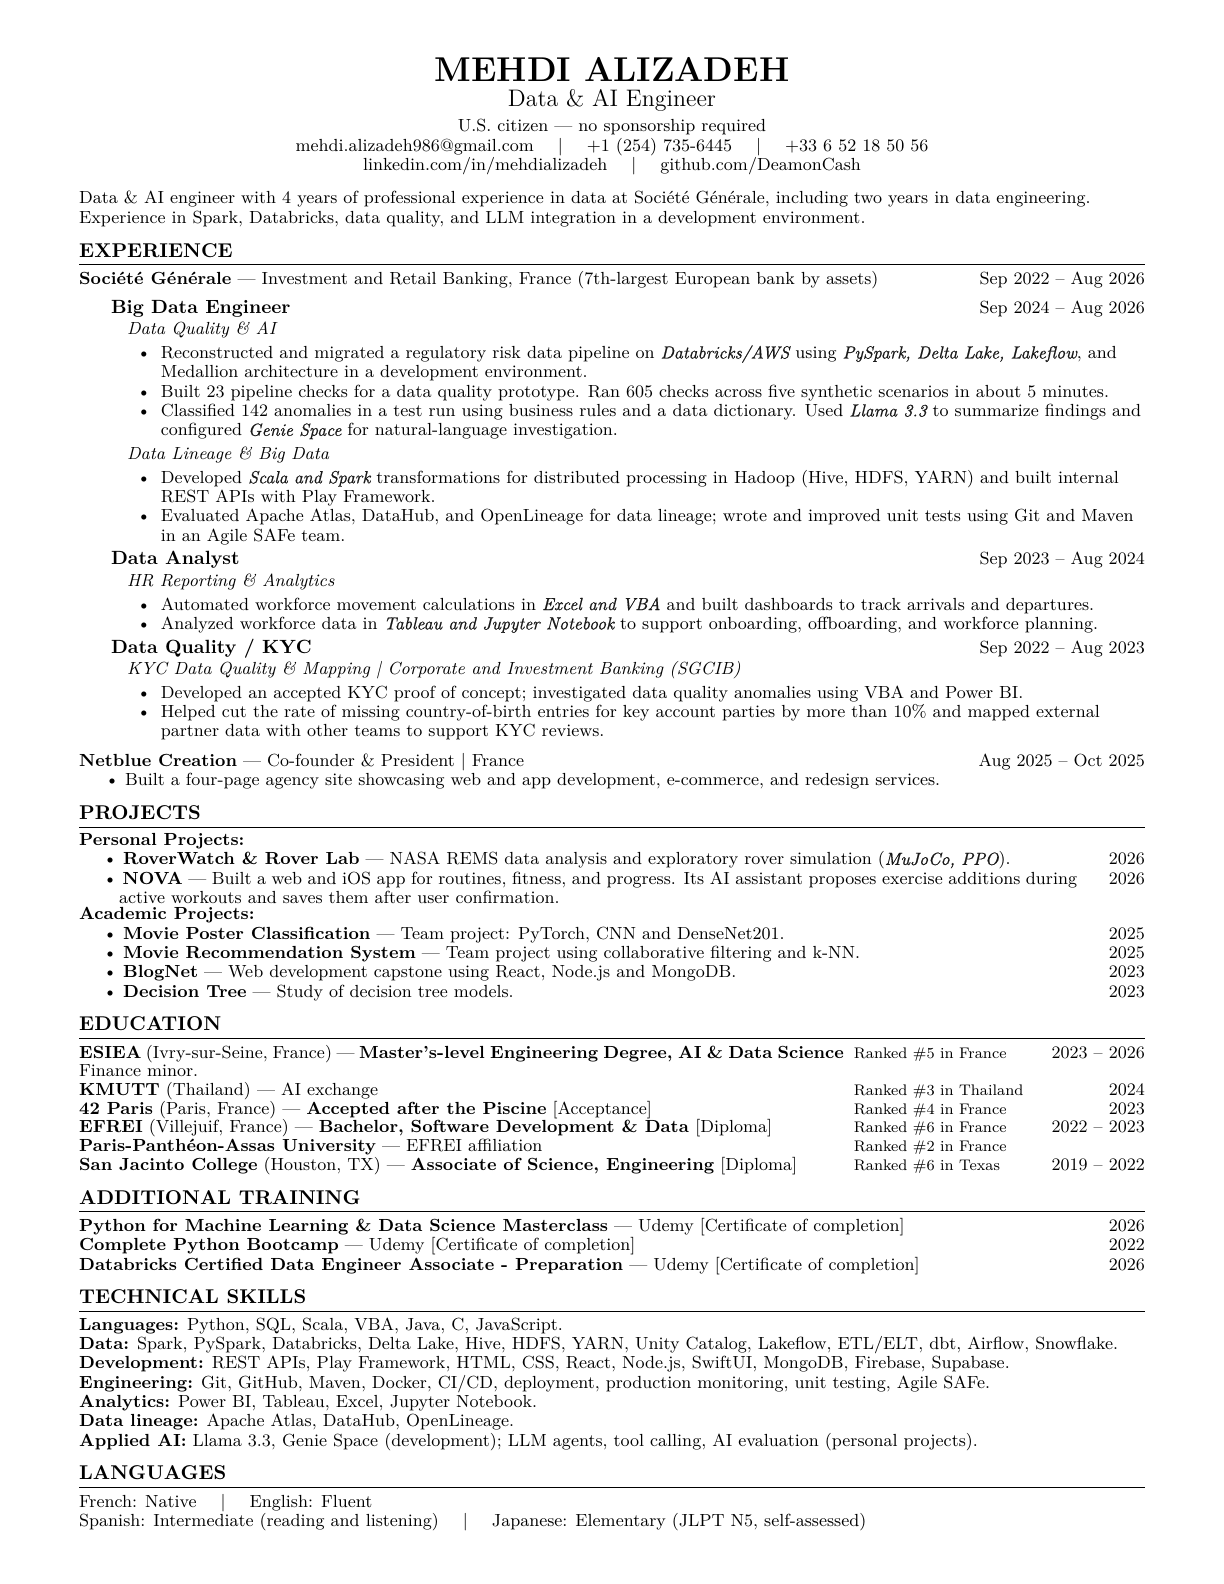 MEHDI ALIZADEH
Data & AI Engineer
U.S. citizen — no sponsorship required
mehdi.alizadeh986@gmail.com | +1 (254) 735-6445 | +33 6 52 18 50 56
linkedin.com/in/mehdializadeh | github.com/DeamonCash
Data & AI engineer with 4 years of professional experience in data at Société Générale, including two years in data engineering.
Experience in Spark, Databricks, data quality, and LLM integration in a development environment.
EXPERIENCE
Société Générale — Investment and Retail Banking, France (7th-largest European bank by assets) Sep 2022 – Aug 2026
Big Data Engineer Sep 2024 – Aug 2026
Data Quality & AI
• Reconstructed and migrated a regulatory risk data pipeline on Databricks/AWS using PySpark, Delta Lake, Lakeflow, and
Medallion architecture in a development environment.
• Built 23 pipeline checks for a data quality prototype. Ran 605 checks across five synthetic scenarios in about 5 minutes.
• Classified 142 anomalies in a test run using business rules and a data dictionary. Used Llama 3.3 to summarize findings and
configured Genie Space for natural-language investigation.
Data Lineage & Big Data
• Developed Scala and Spark transformations for distributed processing in Hadoop (Hive, HDFS, YARN) and built internal
REST APIs with Play Framework.
• Evaluated Apache Atlas, DataHub, and OpenLineage for data lineage; wrote and improved unit tests using Git and Maven
in an Agile SAFe team.
Data Analyst Sep 2023 – Aug 2024
HR Reporting & Analytics
• Automated workforce movement calculations in Excel and VBA and built dashboards to track arrivals and departures.
• Analyzed workforce data in Tableau and Jupyter Notebook to support onboarding, offboarding, and workforce planning.
Data Quality / KYC Sep 2022 – Aug 2023
KYC Data Quality & Mapping | Corporate and Investment Banking (SGCIB)
• Developed an accepted KYC proof of concept; investigated data quality anomalies using VBA and Power BI.
• Helped cut the rate of missing country-of-birth entries for key account parties by more than 10% and mapped external
partner data with other teams to support KYC reviews.
Netblue Creation — Co-founder & President | France Aug 2025 – Oct 2025
• Built a four-page agency site showcasing web and app development, e-commerce, and redesign services.
PROJECTS
Personal Projects:
• RoverWatch & Rover Lab — NASA REMS data analysis and exploratory rover simulation (MuJoCo, PPO). 2026
• NOVA — Built a web and iOS app for routines, fitness, and progress. Its AI assistant proposes exercise additions during 2026
active workouts and saves them after user confirmation.
Academic Projects:
• Movie Poster Classification — Team project: PyTorch, CNN and DenseNet201. 2025
• Movie Recommendation System — Team project using collaborative filtering and k-NN. 2025
• BlogNet — Web development capstone using React, Node.js and MongoDB. 2023
• Decision Tree — Study of decision tree models. 2023
EDUCATION
ESIEA (Ivry-sur-Seine, France) — Master's-level Engineering Degree, AI & Data Science Ranked #5 in France 2023 – 2026
Finance minor.
KMUTT (Thailand) — AI exchange Ranked #3 in Thailand 2024
42 Paris (Paris, France) — Accepted after the Piscine [Acceptance] Ranked #4 in France 2023
EFREI (Villejuif, France) — Bachelor, Software Development & Data [Diploma] Ranked #6 in France 2022 – 2023
Paris-Panthéon-Assas University — EFREI affiliation Ranked #2 in France
San Jacinto College (Houston, TX) — Associate of Science, Engineering [Diploma] Ranked #6 in Texas 2019 – 2022
ADDITIONAL TRAINING
Python for Machine Learning & Data Science Masterclass — Udemy [Certificate of completion] 2026
Complete Python Bootcamp — Udemy [Certificate of completion] 2022
Databricks Certified Data Engineer Associate - Preparation — Udemy [Certificate of completion] 2026
TECHNICAL SKILLS
Languages: Python, SQL, Scala, VBA, Java, C, JavaScript.
Data: Spark, PySpark, Databricks, Delta Lake, Hive, HDFS, YARN, Unity Catalog, Lakeflow, ETL/ELT, dbt, Airflow, Snowflake.
Development: REST APIs, Play Framework, HTML, CSS, React, Node.js, SwiftUI, MongoDB, Firebase, Supabase.
Engineering: Git, GitHub, Maven, Docker, CI/CD, deployment, production monitoring, unit testing, Agile SAFe.
Analytics: Power BI, Tableau, Excel, Jupyter Notebook.
Data lineage: Apache Atlas, DataHub, OpenLineage.
Applied AI: Llama 3.3, Genie Space (development); LLM agents, tool calling, AI evaluation (personal projects).
LANGUAGES
French: Native | English: Fluent
Spanish: Intermediate (reading and listening) | Japanese: Elementary (JLPT N5, self-assessed)